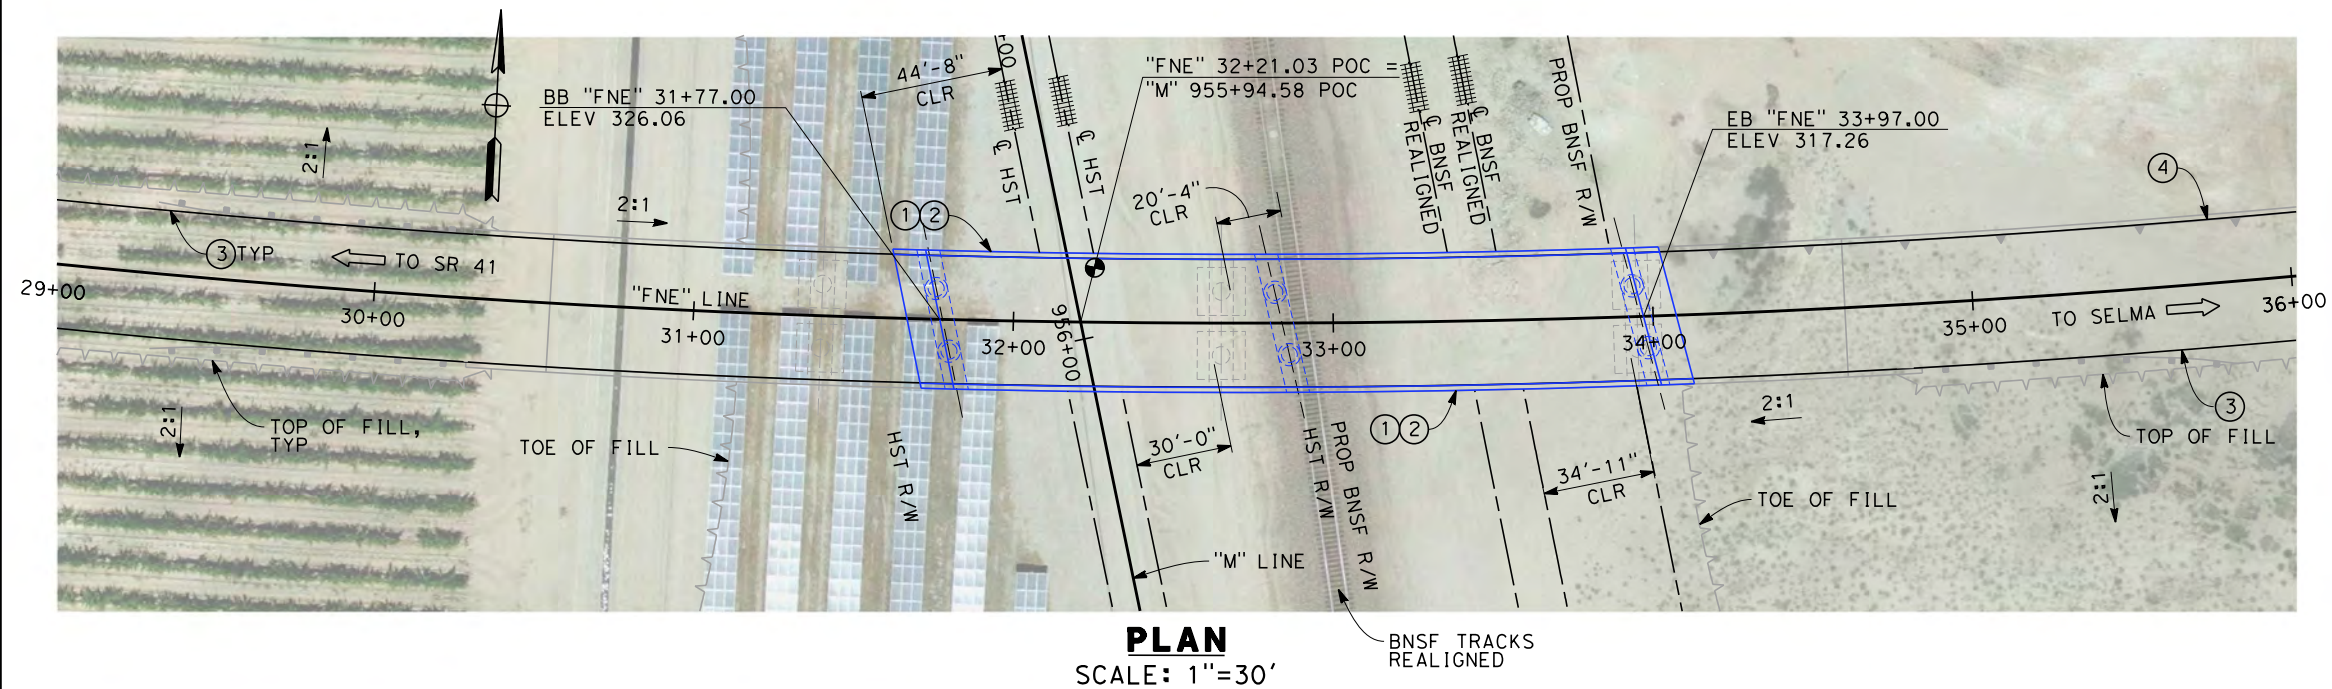 BB "FNE" 31+77.00
ELEV 326.06
44'-8"
CLR
+00
"FNE" 32+21.03 POC =
"M" 955+94.58 POC
EB "FNE" 33+97.00
ELEV 317.26
℄ HST
℄ HST
℄ BNSF
REALIGNED
℄ BNSF
REALIGNED
PROP BNSF R/W
2:1
2:1
20'-4"
CLR
1 2
3 TYP
TO SR 41
4
29+00
30+00
"FNE" LINE
31+00
32+00
956+00
33+00
34+00
35+00
TO SELMA
36+00
2:1
TOP OF FILL,
TYP
TOE OF FILL
HST R/W
30'-0"
CLR
HST R/W
PROP BNSF R/W
1 2
34'-11"
CLR
2:1
3
TOP OF FILL
2:1
TOE OF FILL
"M" LINE
BNSF TRACKS
REALIGNED
PLAN
SCALE: 1"=30'